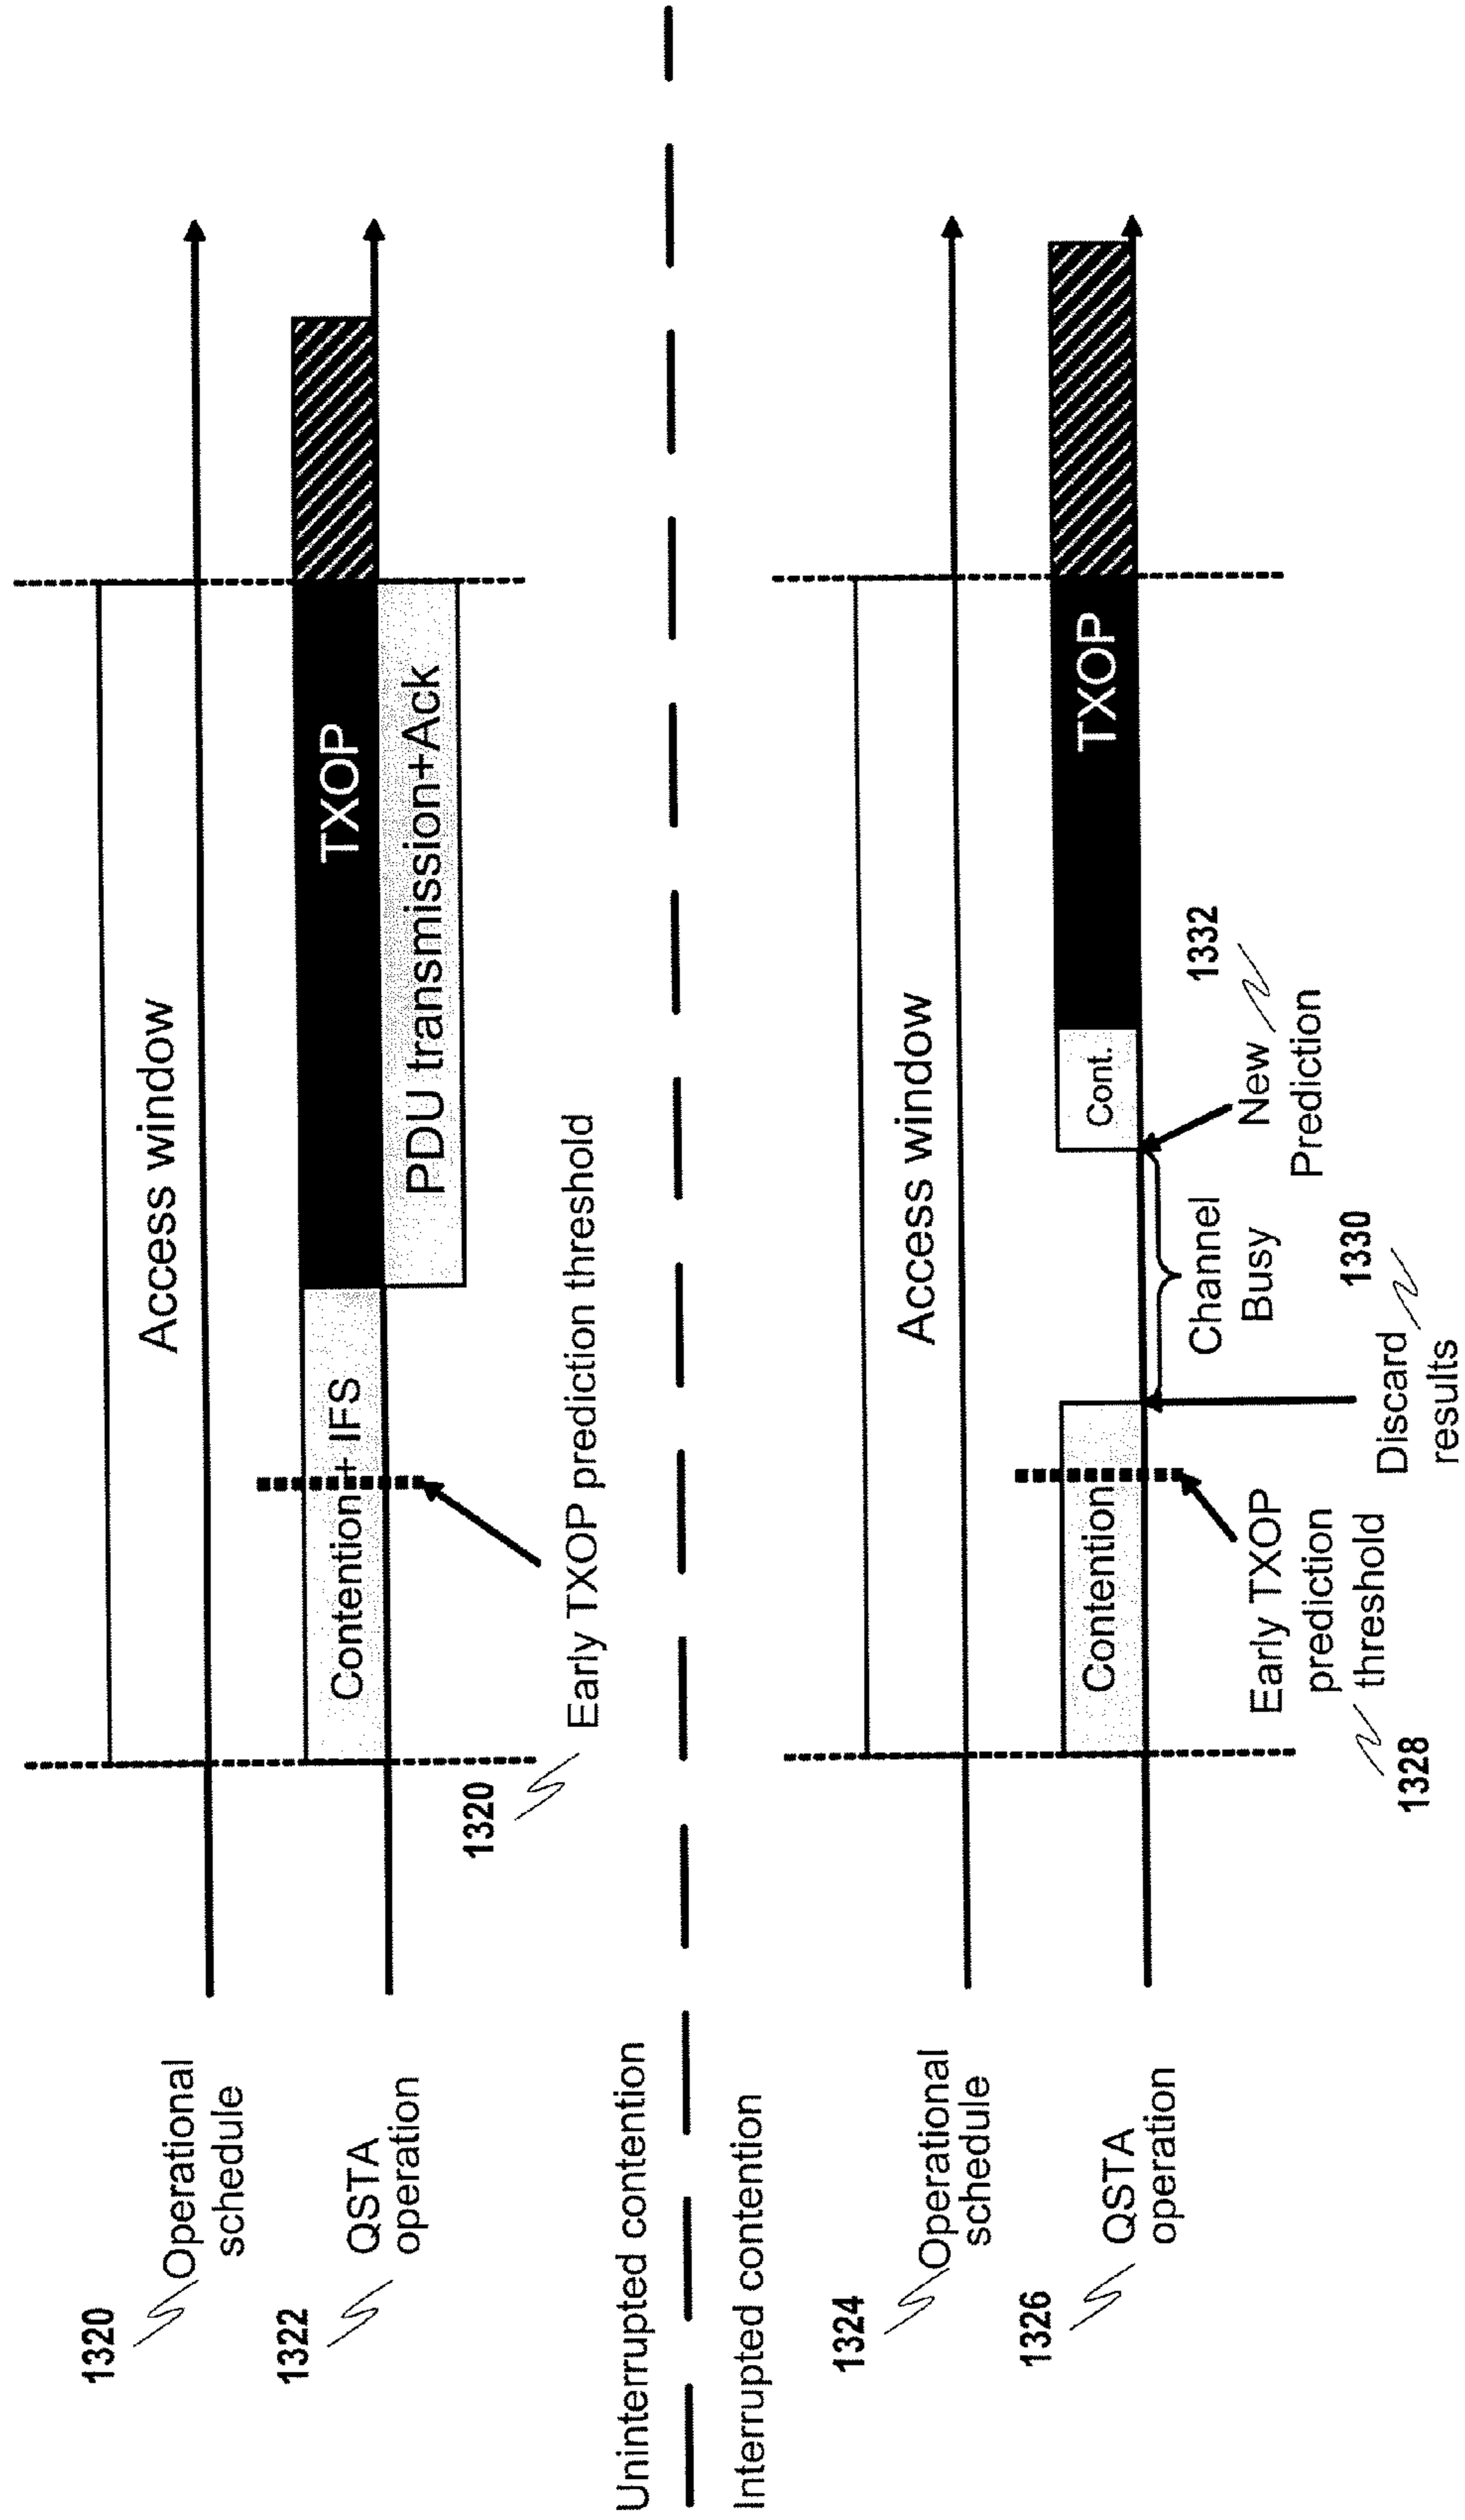 1320
Operational
schedule
Access window
1322
QSTA
operation
Contention + IFS
TXOP
PDU transmission+Ack
1320
Early TXOP prediction threshold
Uninterrupted contention
Interrupted contention
1324
Operational
schedule
Access window
1326
QSTA
operation
Contention
Cont.
TXOP
1328
Early TXOP
prediction
threshold
Channel
Busy
1330
Discard
results
1332
New
Prediction